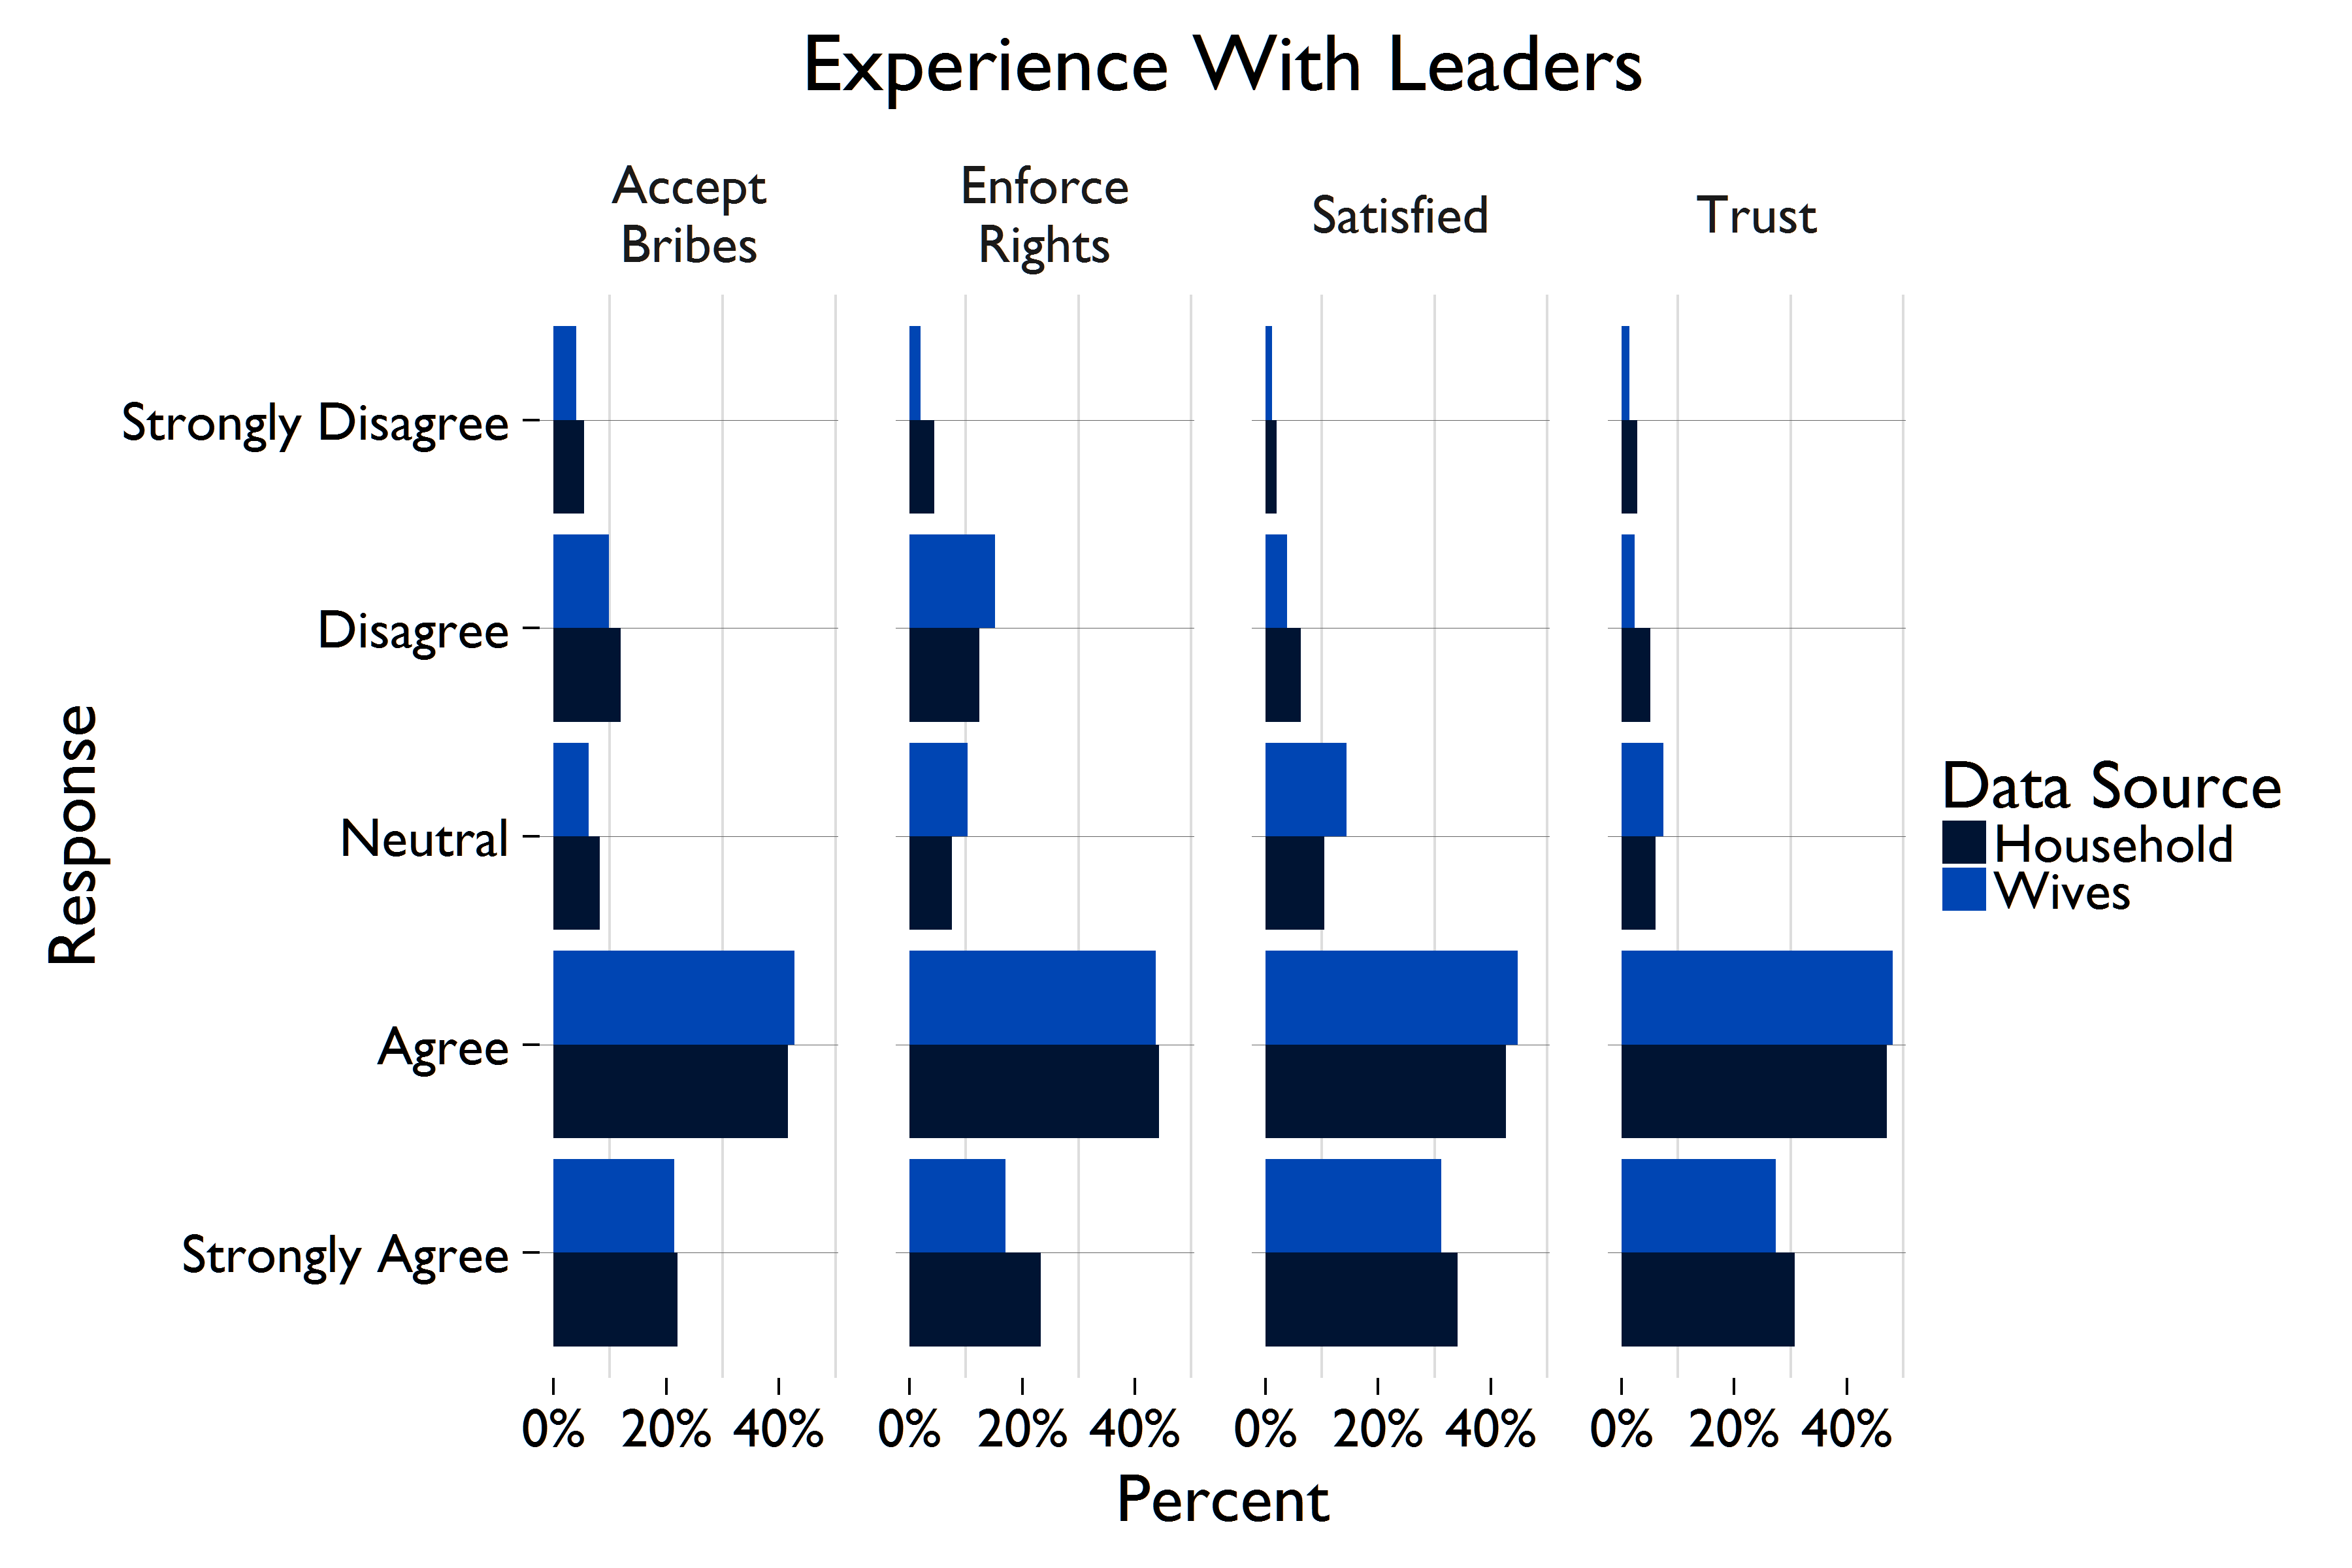 Experience With Leaders
Accept
Bribes
Enforce
Rights
Satisfied
Trust
Strongly Disagree
Disagree
Neutral
Agree
Strongly Agree
Response
Data Source
Household
Wives
0% 20% 40% 0% 20% 40% 0% 20% 40% 0% 20% 40%
Percent